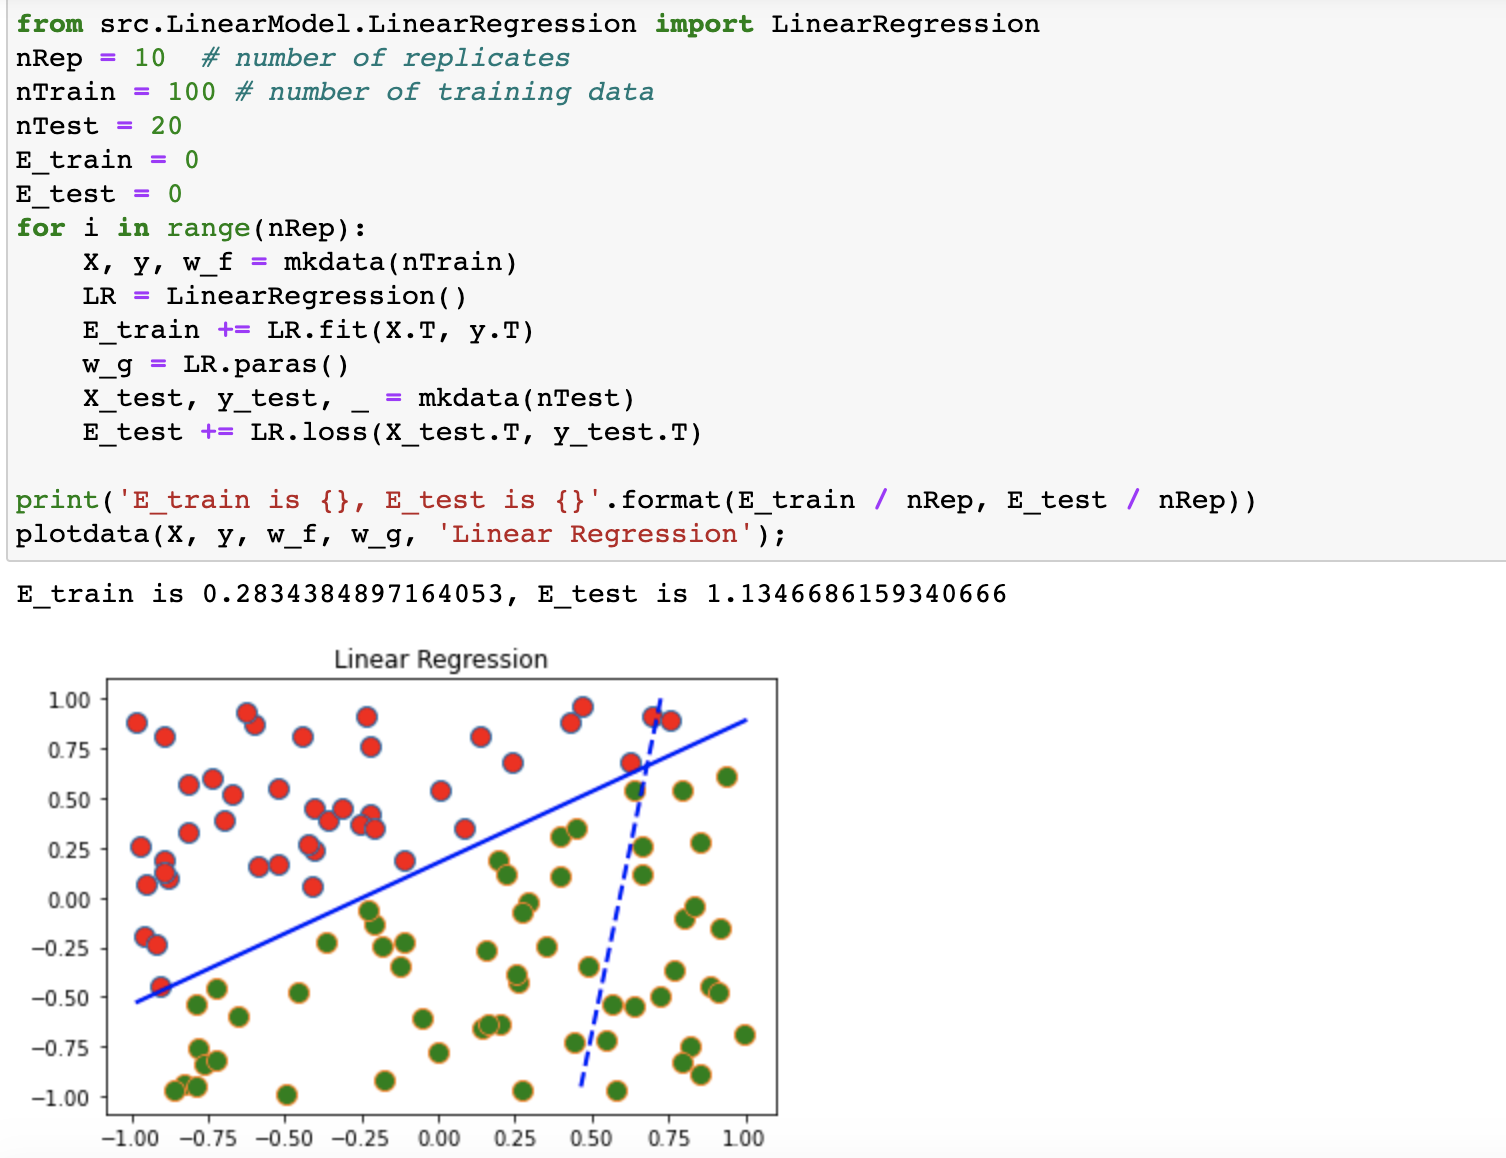 from src.LinearModel.LinearRegression import LinearRegression
nRep = 10  # number of replicates
nTrain = 100 # number of training data
nTest = 20
E_train = 0
E_test = 0
for i in range(nRep):
    X, y, w_f = mkdata(nTrain)
    LR = LinearRegression()
    E_train += LR.fit(X.T, y.T)
    w_g = LR.paras()
    X_test, y_test, _ = mkdata(nTest)
    E_test += LR.loss(X_test.T, y_test.T)
print('E_train is {}, E_test is {}'.format(E_train / nRep, E_test / nRep))
plotdata(X, y, w_f, w_g, 'Linear Regression');
E_train is 0.2834384897164053, E_test is 1.1346686159340666
Linear Regression
1.00
0.75
0.50
0.25
0.00
−0.25
−0.50
−0.75
−1.00
−1.00 −0.75 −0.50 −0.25 0.00 0.25 0.50 0.75 1.00